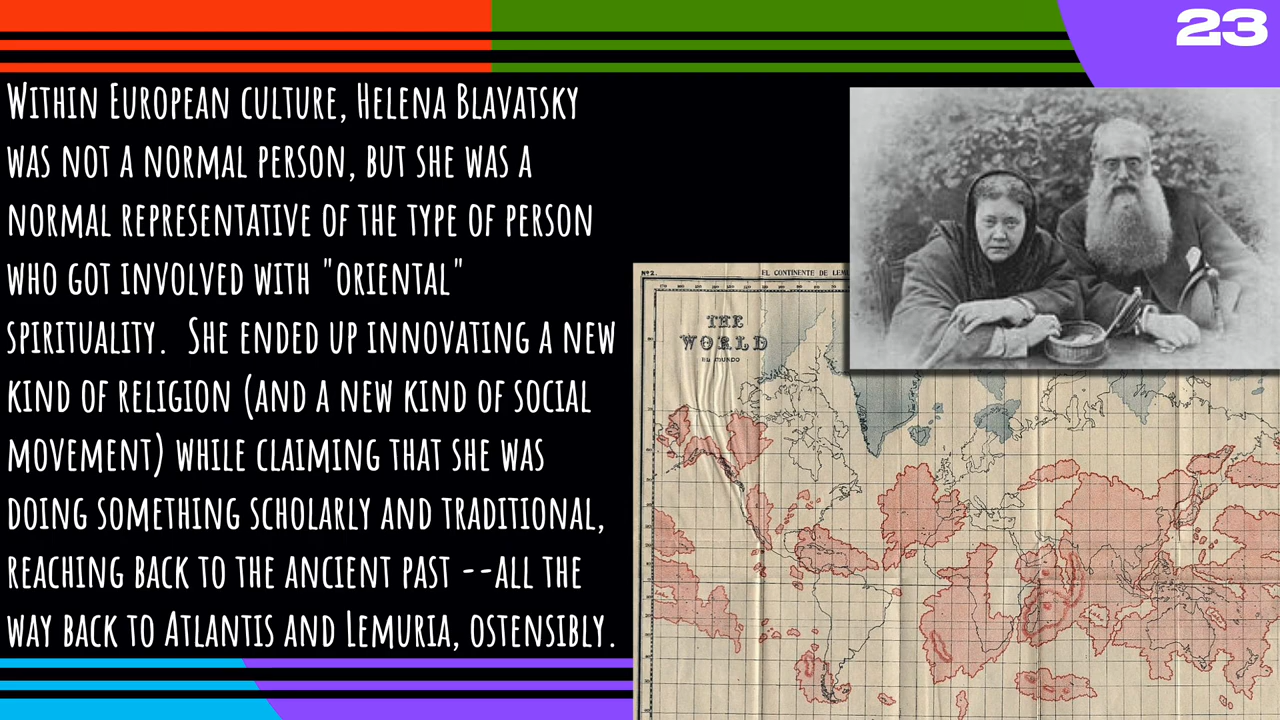 23
WITHIN EUROPEAN CULTURE, HELENA BLAVATSKY
WAS NOT A NORMAL PERSON, BUT SHE WAS A
NORMAL REPRESENTATIVE OF THE TYPE OF PERSON
WHO GOT INVOLVED WITH "ORIENTAL"
SPIRITUALITY. SHE ENDED UP INNOVATING A NEW
KIND OF RELIGION (AND A NEW KIND OF SOCIAL
MOVEMENT) WHILE CLAIMING THAT SHE WAS
DOING SOMETHING SCHOLARLY AND TRADITIONAL,
REACHING BACK TO THE ANCIENT PAST --ALL THE
WAY BACK TO ATLANTIS AND LEMURIA, OSTENSIBLY.
Nº 2.
EL CONTINENTE DE
THE
WORLD
EL MUNDO